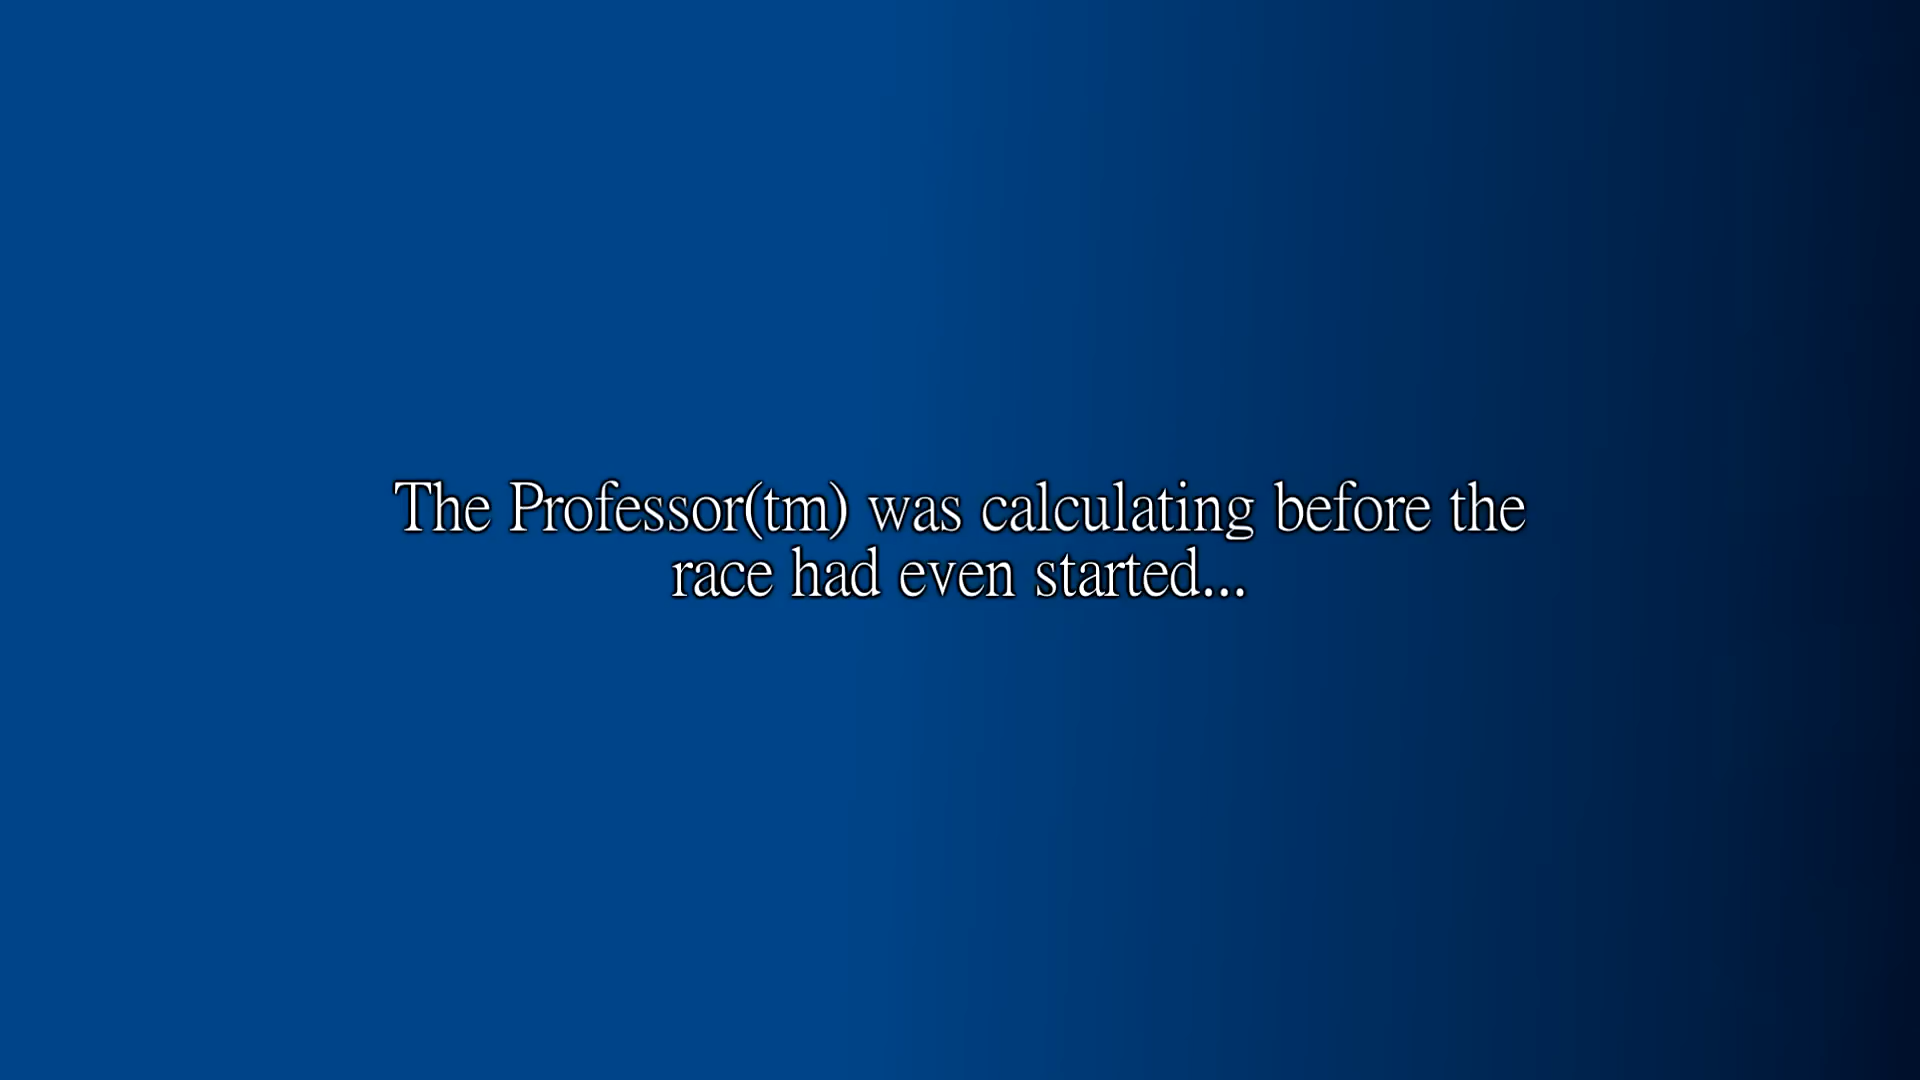 The Professor(tm) was calculating before the
race had even started...